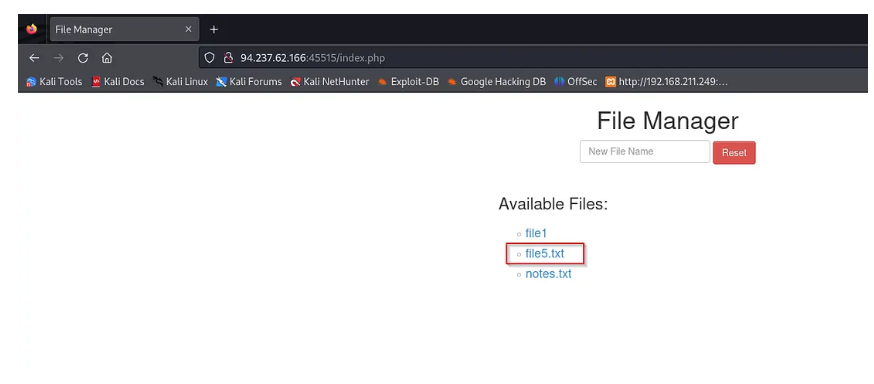 File Manager
94.237.62.166:45515/index.php
Kali Tools Kali Docs Kali Linux Kali Forums Kali NetHunter Exploit-DB Google Hacking DB OffSec http://192.168.211.249:...
File Manager
New File Name Reset
Available Files:
file1
file5.txt
notes.txt